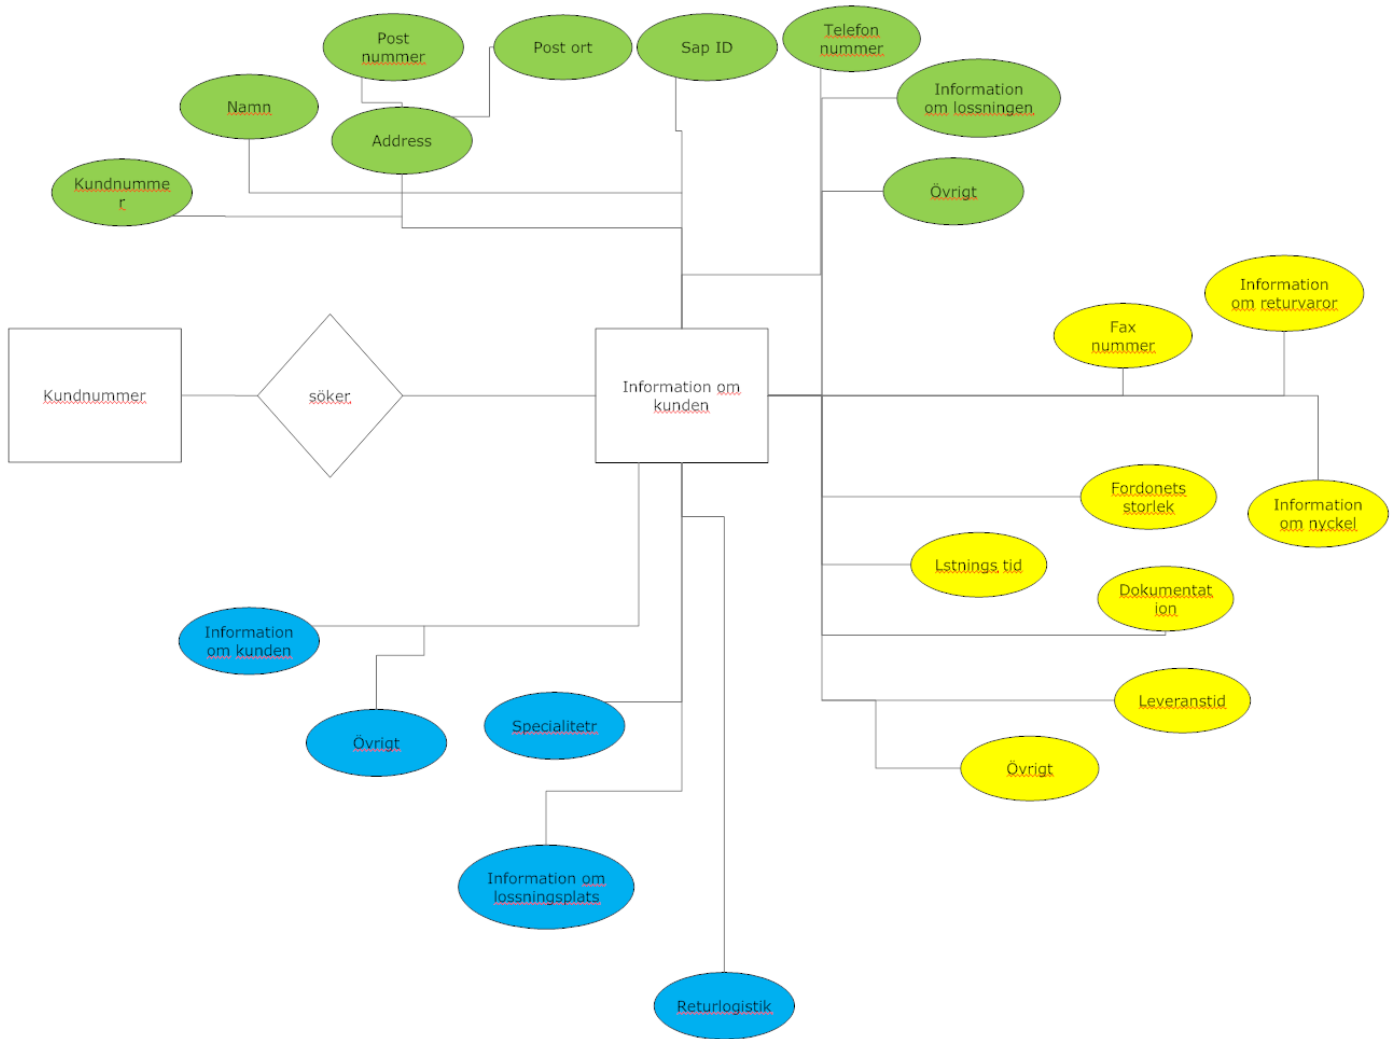 Post
nummer
Post ort
Sap ID
Telefon
nummer
Namn
Address
Information
om lossningen
Kundnumme
r
Övrigt
Information
om returvaror
Fax
nummer
Kundnummer
söker
Information om
kunden
Fordonets
storlek
Information
om nyckel
Lstnings tid
Dokumentat
ion
Information
om kunden
Leveranstid
Specialitetr
Övrigt
Övrigt
Information om
lossningsplats
Returlogistik